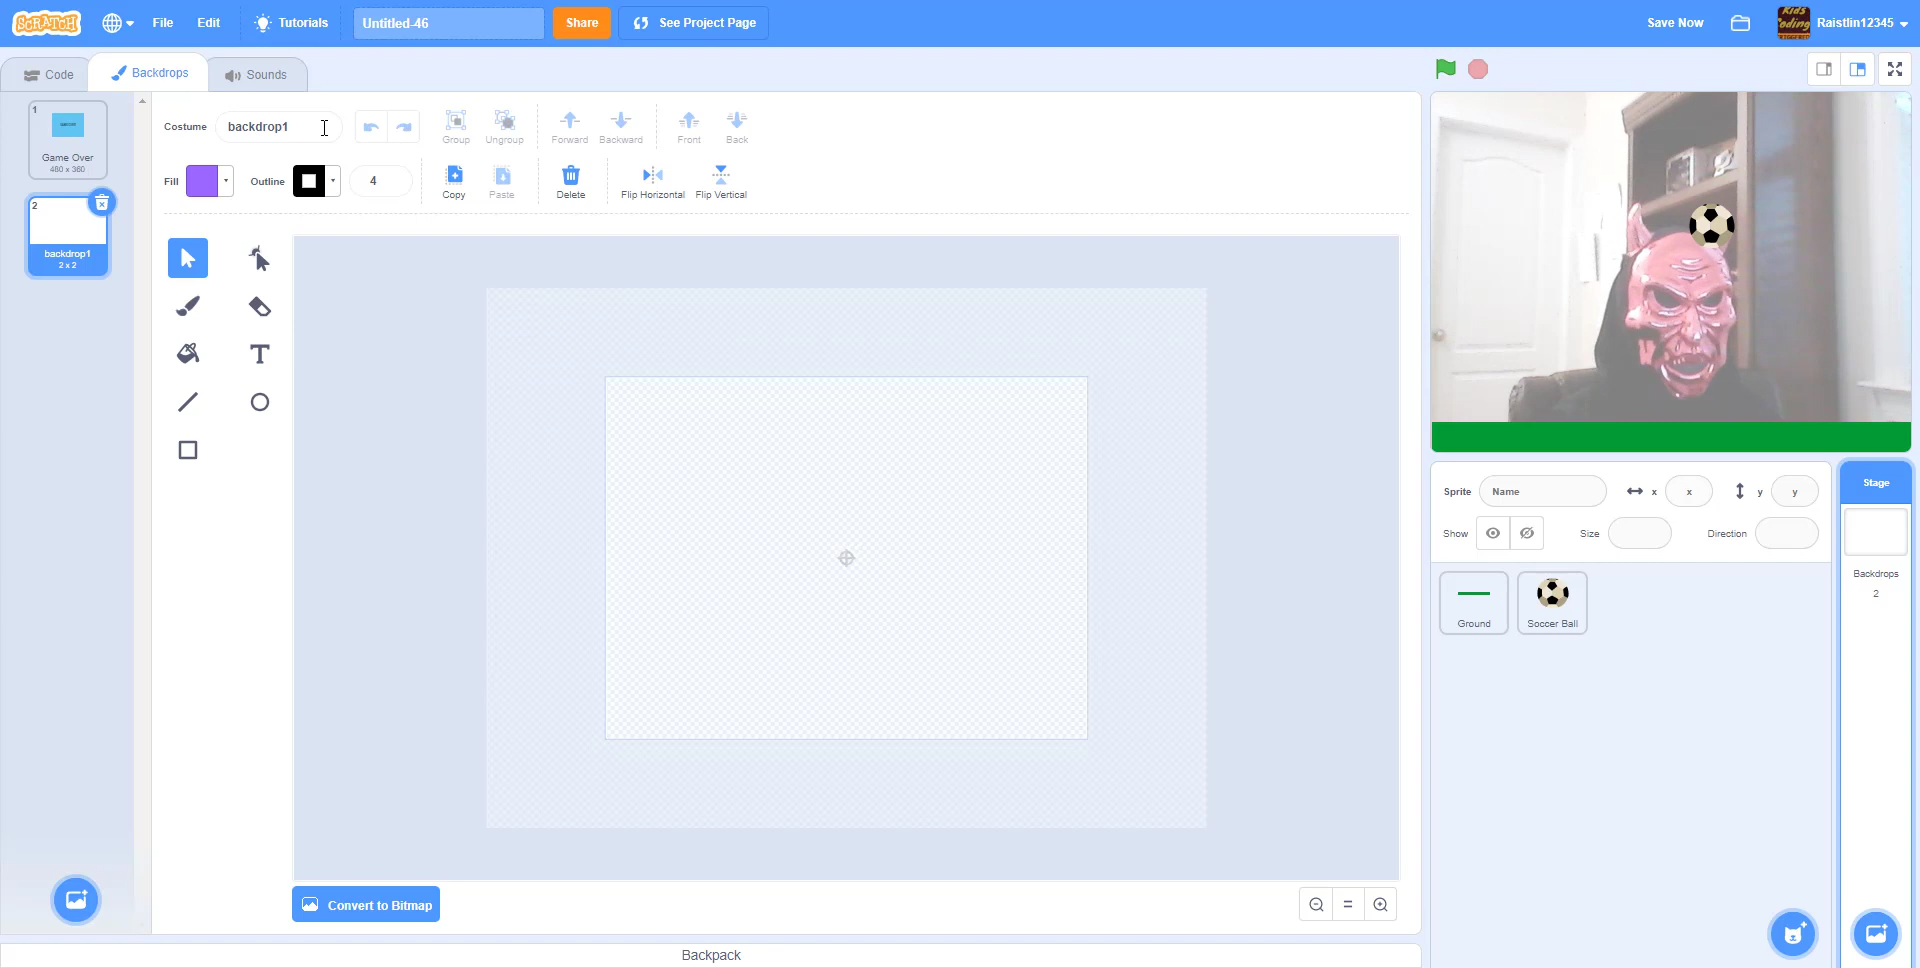 SCRATCH
File
Edit
Tutorials
Untitled-46
Share
See Project Page
Save Now
Raistlin12345
Code
Backdrops
Sounds
1
Game Over
480 x 360
2
backdrop1
2 x 2
Costume
backdrop1
Group
Ungroup
Forward
Backward
Front
Back
Fill
Outline
4
Copy
Paste
Delete
Flip Horizontal
Flip Vertical
T
Convert to Bitmap
Backpack
Sprite
Name
x
x
y
y
Show
Size
Direction
Ground
Soccer Ball
Stage
Backdrops
2